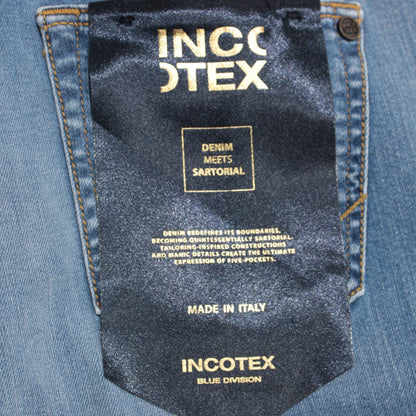 INCO
OTEX
DENIM
MEETS
SARTORIAL
DENIM REDEFINES ITS BOUNDARIES,
BECOMING QUINTESSENTIALLY SARTORIAL.
TAILORING-INSPIRED CONSTRUCTIONS
AND MANIC DETAILS CREATE THE ULTIMATE
EXPRESSION OF FIVE-POCKETS.
MADE IN ITALY
INCOTEX
BLUE DIVISION